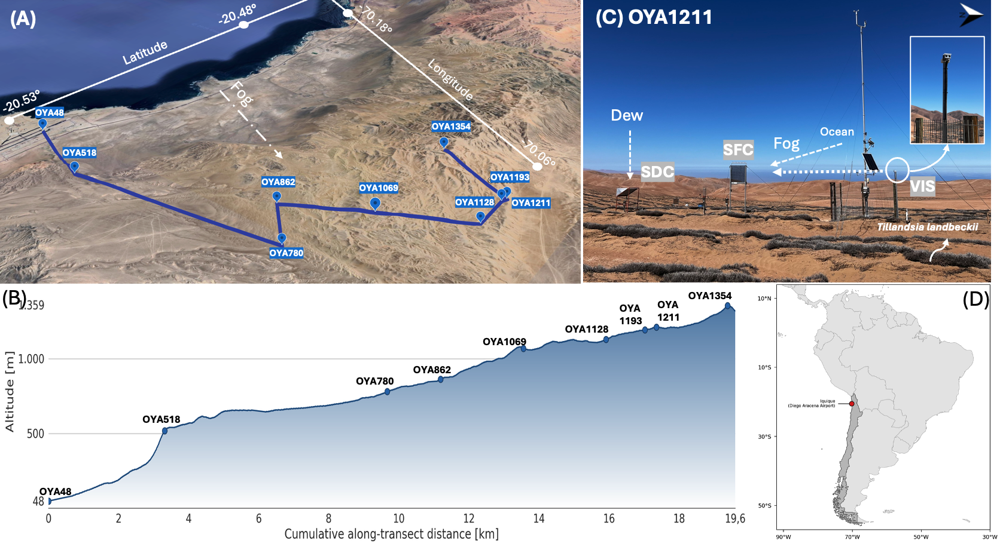 (A)
-20.48°
-70.18°
Latitude
Longitude
Fog
-20.53°
OYA48
OYA518
OYA1354
-70.06°
OYA862
OYA1193
OYA1069
OYA1128
OYA1211
OYA780
(C) OYA1211
N
Dew
Ocean
Fog
SFC
SDC
VIS
Tillandsia landbeckii
(B)
1.359
1.000
500
48
Altitude [m]
OYA48
OYA518
OYA780
OYA862
OYA1069
OYA1128
OYA
1193
OYA
1211
OYA1354
0 2 4 6 8 10 12 14 16 18 19,6
Cumulative along-transect distance [km]
(D)
10°N
10°S
30°S
50°S
Iquique
(Diego Aracena Airport)
90°W 70°W 50°W 30°W